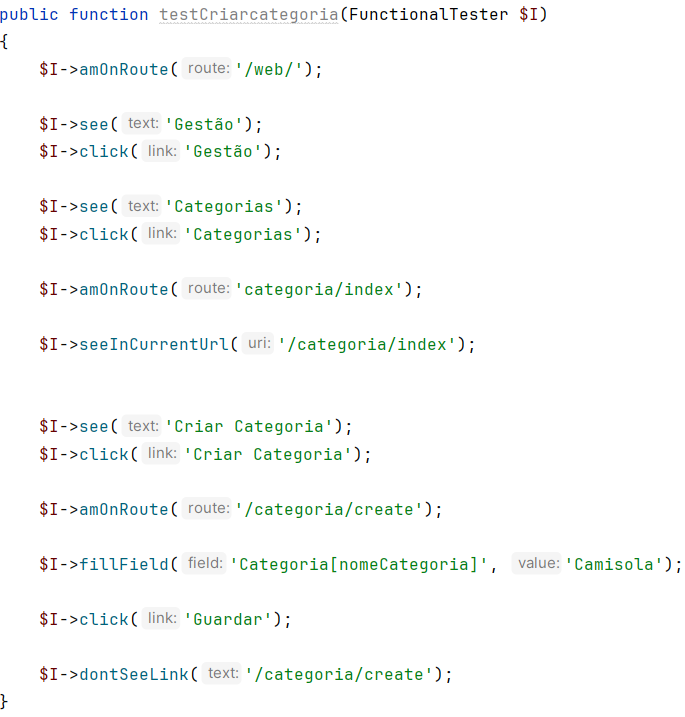 public function testCriarcategoria(FunctionalTester $I)
{
$I->amOnRoute( route: '/web/');
$I->see( text: 'Gestão');
$I->click( link: 'Gestão');
$I->see( text: 'Categorias');
$I->click( link: 'Categorias');
$I->amOnRoute( route: 'categoria/index');
$I->seeInCurrentUrl( uri: '/categoria/index');
$I->see( text: 'Criar Categoria');
$I->click( link: 'Criar Categoria');
$I->amOnRoute( route: '/categoria/create');
$I->fillField( field: 'Categoria[nomeCategoria]', value: 'Camisola');
$I->click( link: 'Guardar');
$I->dontSeeLink( text: '/categoria/create');
}